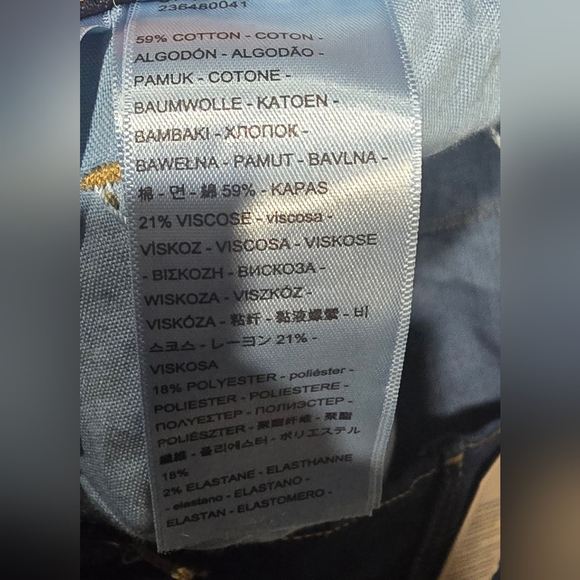 236480041
59% COTTON - COTON -
ALGODÓN - ALGODÃO -
PAMUK - COTONE -
BAUMWOLLE - KATOEN -
BAMBAKI - ХЛОПОК -
BAWEŁNA - PAMUT - BAVLNA -
棉 - 면 - 綿 59% - KAPAS
21% VISCOSE - viscosa -
VİSKOZ - VISCOSA - VISKOSE
- ΒΙΣΚΟΖΗ - ВИСКОЗА -
WISKOZA - VISZKÓZ -
VISKÓZA - 粘纤 - 黏液嫘縈 - 비
스코스 - レーヨン 21% -
VISKOSA
18% POLYESTER - poliéster -
POLIESTER - POLIESTERE -
ΠΟΛΥΕΣΤΕΡ - ПОЛИЭСТЕР -
POLIÉSZTER - 聚酯纤维 - 聚酯
纖維 - 폴리에스터 - ポリエステル
18%
2% ELASTANE - ELASTHANNE
- elastano - ELASTANO -
ELASTAN - ELASTOMERO -